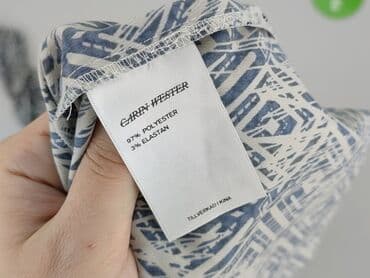 CARIN WESTER
97% POLYESTER
3% ELASTAN
TILLVERKAD I KINA